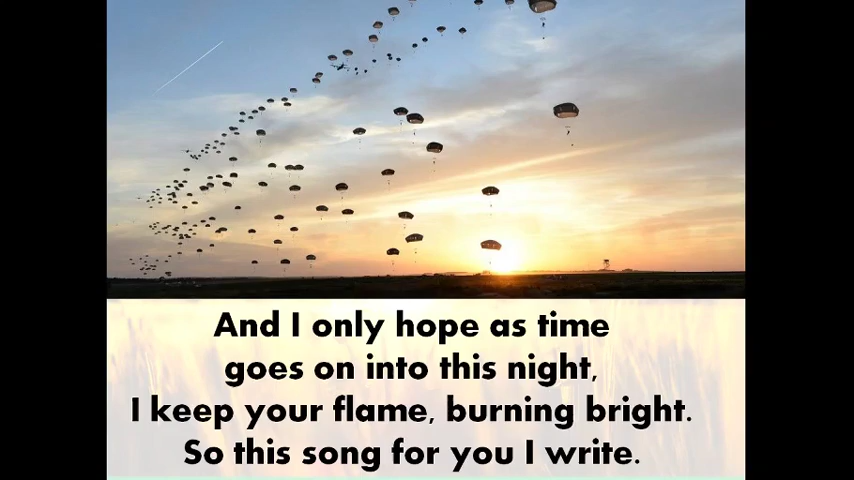 And I only hope as time
goes on into this night,
I keep your flame, burning bright.
So this song for you I write.